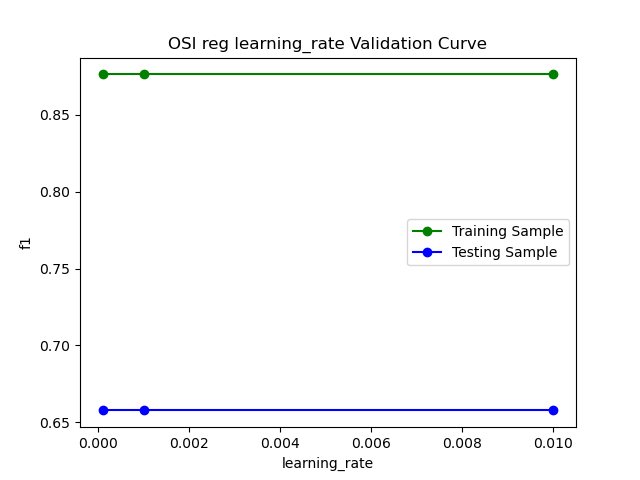 OSI reg learning_rate Validation Curve
0.85
0.80
0.75
0.70
0.65
f1
Training Sample
Testing Sample
0.000 0.002 0.004 0.006 0.008 0.010
learning_rate